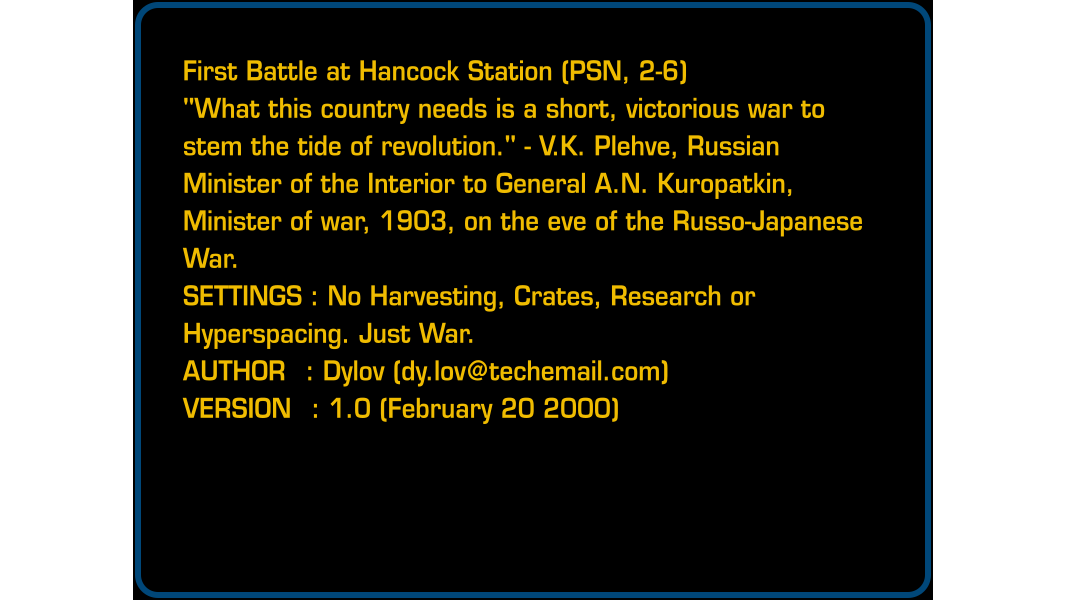 First Battle at Hancock Station (PSN, 2-6)
"What this country needs is a short, victorious war to
stem the tide of revolution." - V.K. Plehve, Russian
Minister of the Interior to General A.N. Kuropatkin,
Minister of war, 1903, on the eve of the Russo-Japanese
War.
SETTINGS : No Harvesting, Crates, Research or
Hyperspacing. Just War.
AUTHOR : Dylov (dy.lov@techemail.com)
VERSION : 1.0 (February 20 2000)